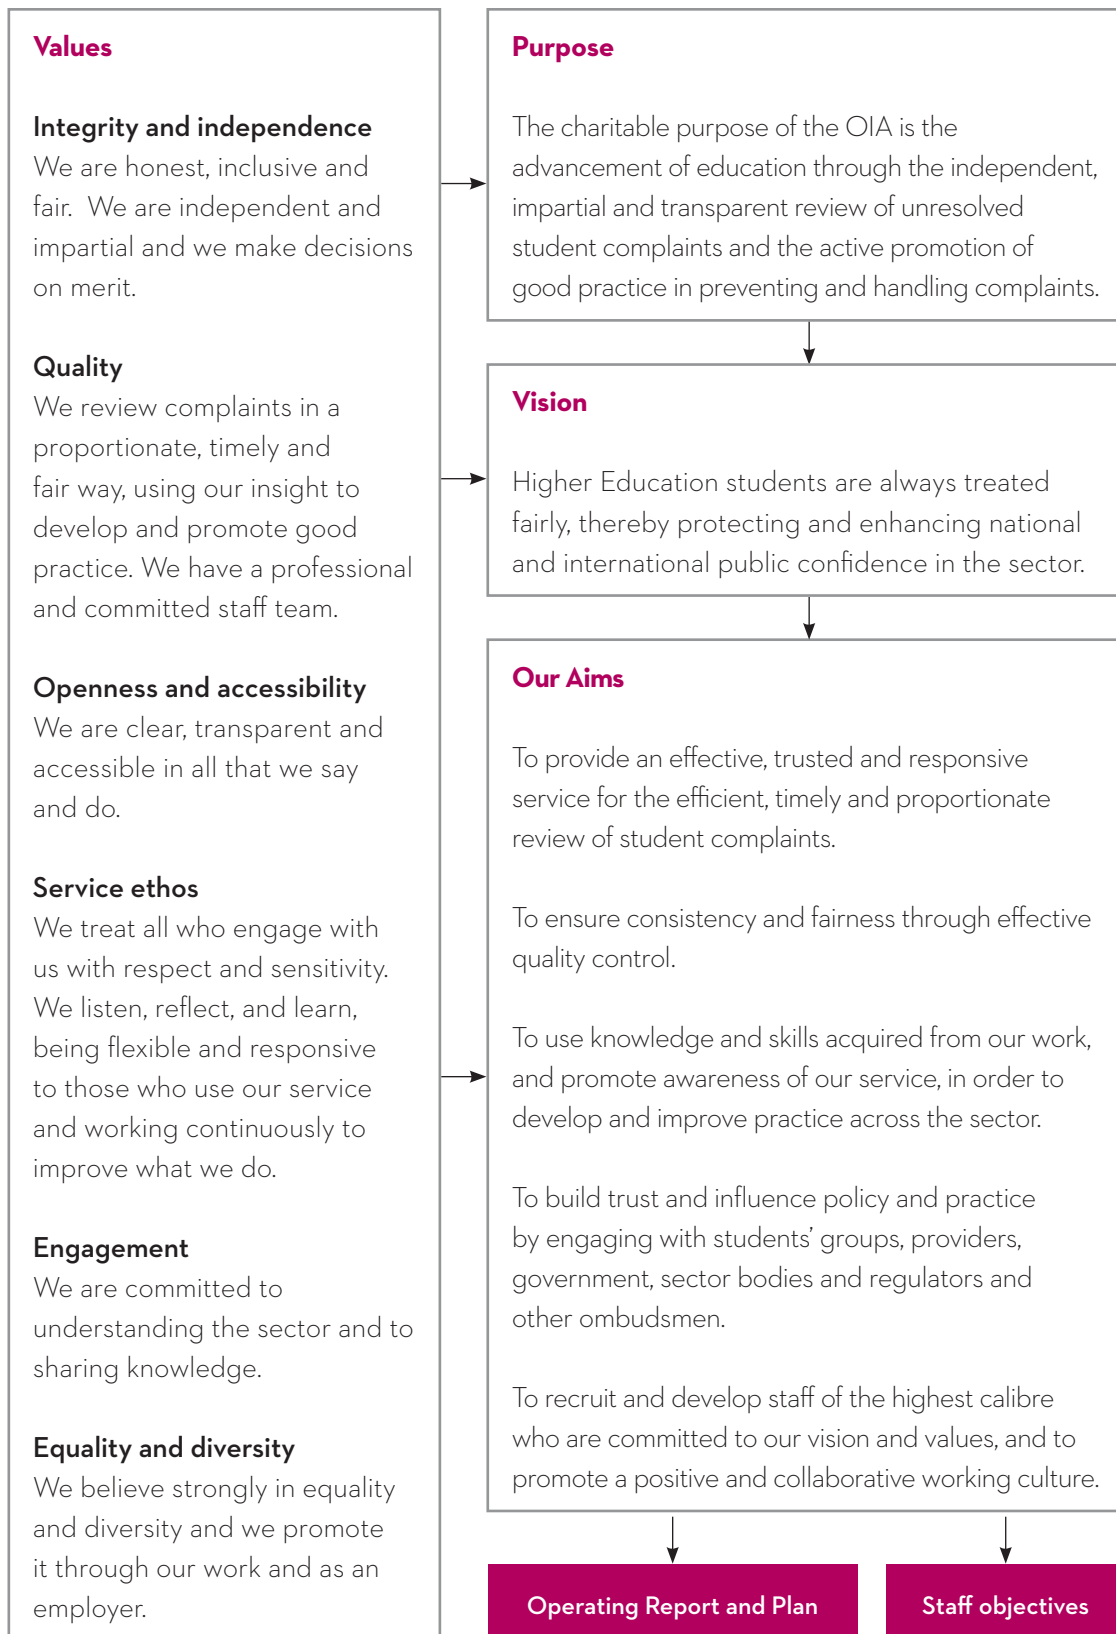 Values
Integrity and independence
We are honest, inclusive and
fair.  We are independent and
impartial and we make decisions
on merit.
Quality
We review complaints in a
proportionate, timely and
fair way, using our insight to
develop and promote good
practice. We have a professional
and committed staff team.
Openness and accessibility
We are clear, transparent and
accessible in all that we say
and do.
Service ethos
We treat all who engage with
us with respect and sensitivity.
We listen, reflect, and learn,
being flexible and responsive
to those who use our service
and working continuously to
improve what we do.
Engagement
We are committed to
understanding the sector and to
sharing knowledge.
Equality and diversity
We believe strongly in equality
and diversity and we promote
it through our work and as an
employer.
Purpose
The charitable purpose of the OIA is the
advancement of education through the independent,
impartial and transparent review of unresolved
student complaints and the active promotion of
good practice in preventing and handling complaints.
Vision
Higher Education students are always treated
fairly, thereby protecting and enhancing national
and international public confidence in the sector.
Our Aims
To provide an effective, trusted and responsive
service for the efficient, timely and proportionate
review of student complaints.
To ensure consistency and fairness through effective
quality control.
To use knowledge and skills acquired from our work,
and promote awareness of our service, in order to
develop and improve practice across the sector.
To build trust and influence policy and practice
by engaging with students’ groups, providers,
government, sector bodies and regulators and
other ombudsmen.
To recruit and develop staff of the highest calibre
who are committed to our vision and values, and to
promote a positive and collaborative working culture.
Operating Report and Plan
Staff objectives